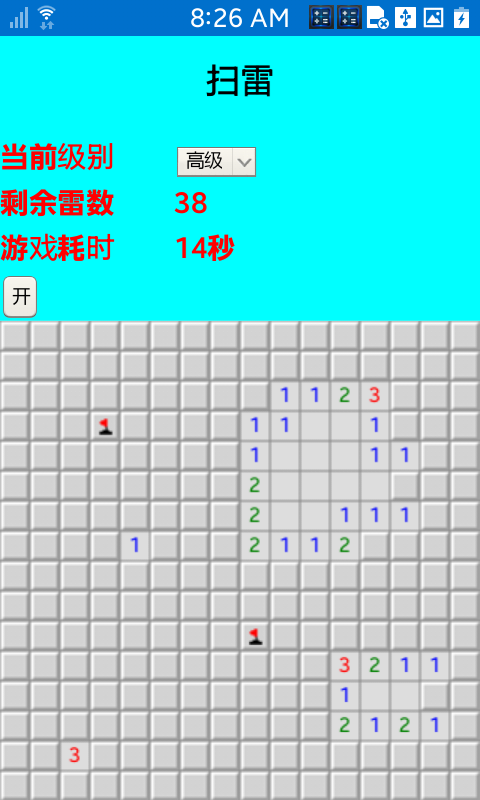 8:26 AM
扫雷
当前级别 高级
剩余雷数 38
游戏耗时 14秒
开
1 1 2 3
1 1 1
1 1 1
2
2 1 1 1
1 2 1 1 2
3 2 1 1
1
2 1 2 1
3